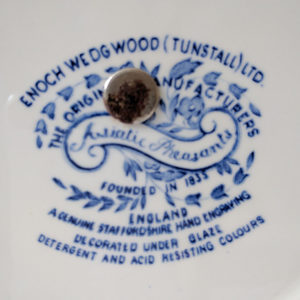 ENOCH WEDGWOOD (TUNSTALL) LTD.
THE ORIGINAL MANUFACTURERS
Asiatic Pheasants
FOUNDED IN 1835
ENGLAND
A GENUINE STAFFORDSHIRE HAND ENGRAVING
DECORATED UNDER GLAZE
DETERGENT AND ACID RESISTING COLOURS